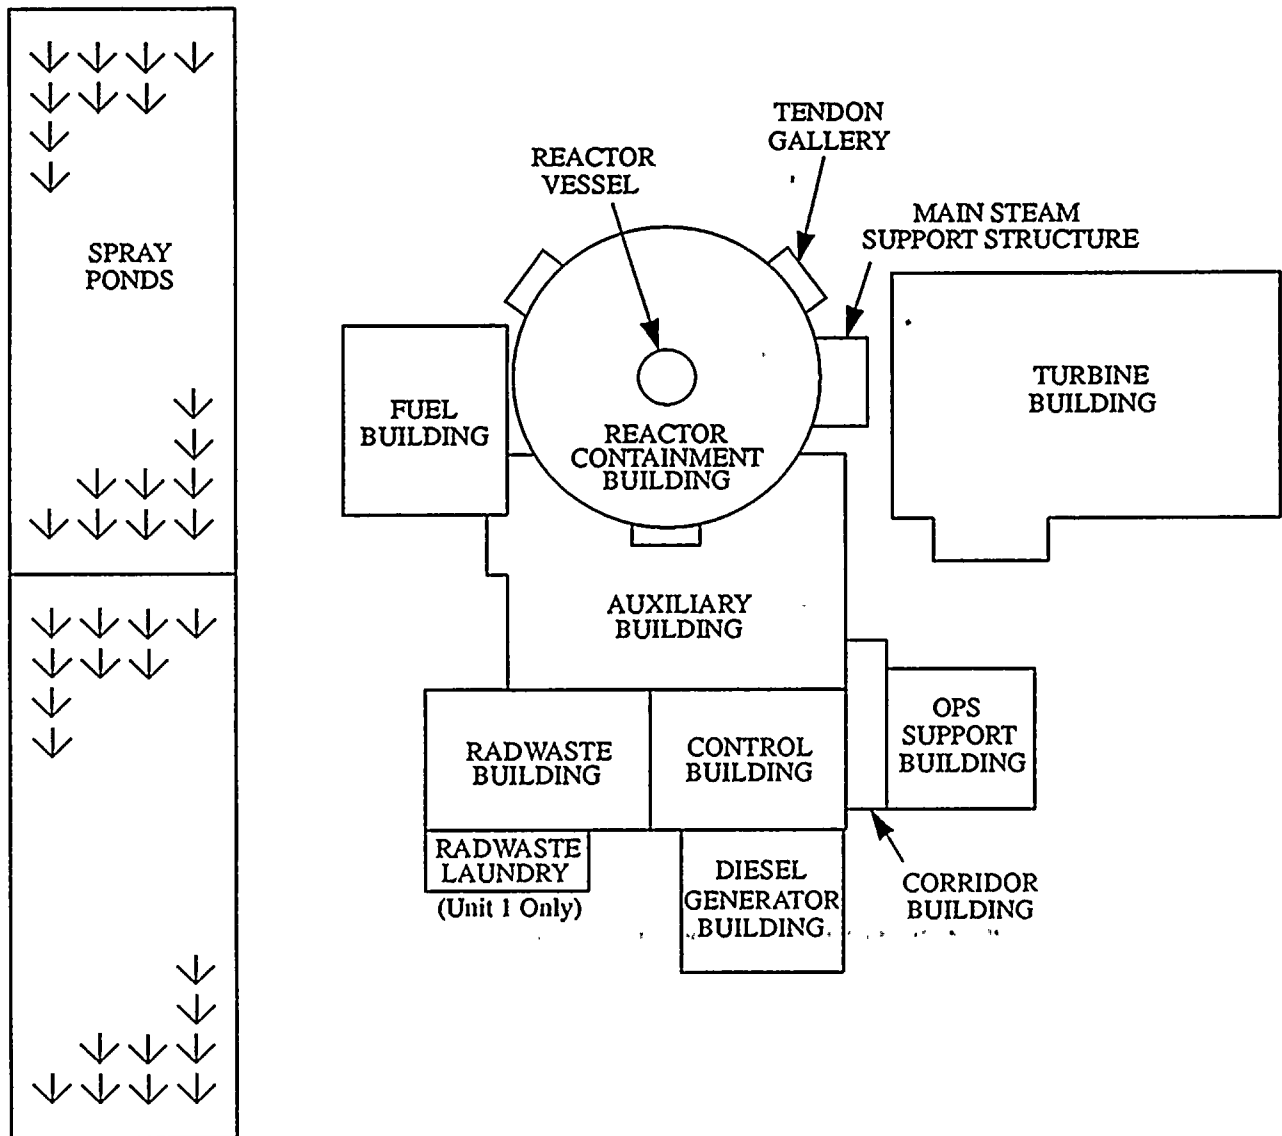 TENDON
GALLERY
REACTOR
VESSEL
MAIN STEAM
SUPPORT STRUCTURE
SPRAY
PONDS
TURBINE
BUILDING
FUEL
BUILDING
REACTOR
CONTAINMENT
BUILDING
AUXILIARY
BUILDING
RADWASTE
BUILDING
CONTROL
BUILDING
OPS
SUPPORT
BUILDING
RADWASTE
LAUNDRY
(Unit 1 Only)
DIESEL
GENERATOR
BUILDING
CORRIDOR
BUILDING